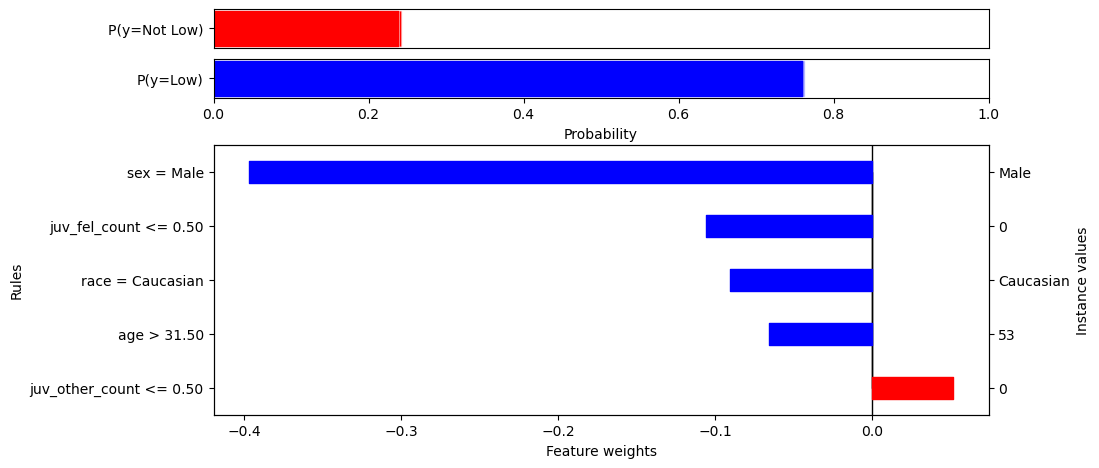 P(y=Not Low)
P(y=Low)
0.0 0.2 0.4 0.6 0.8 1.0
Probability
sex = Male Male
juv_fel_count <= 0.50 0
race = Caucasian Caucasian
age > 31.50 53
juv_other_count <= 0.50 0
Rules
Instance values
−0.4 −0.3 −0.2 −0.1 0.0
Feature weights